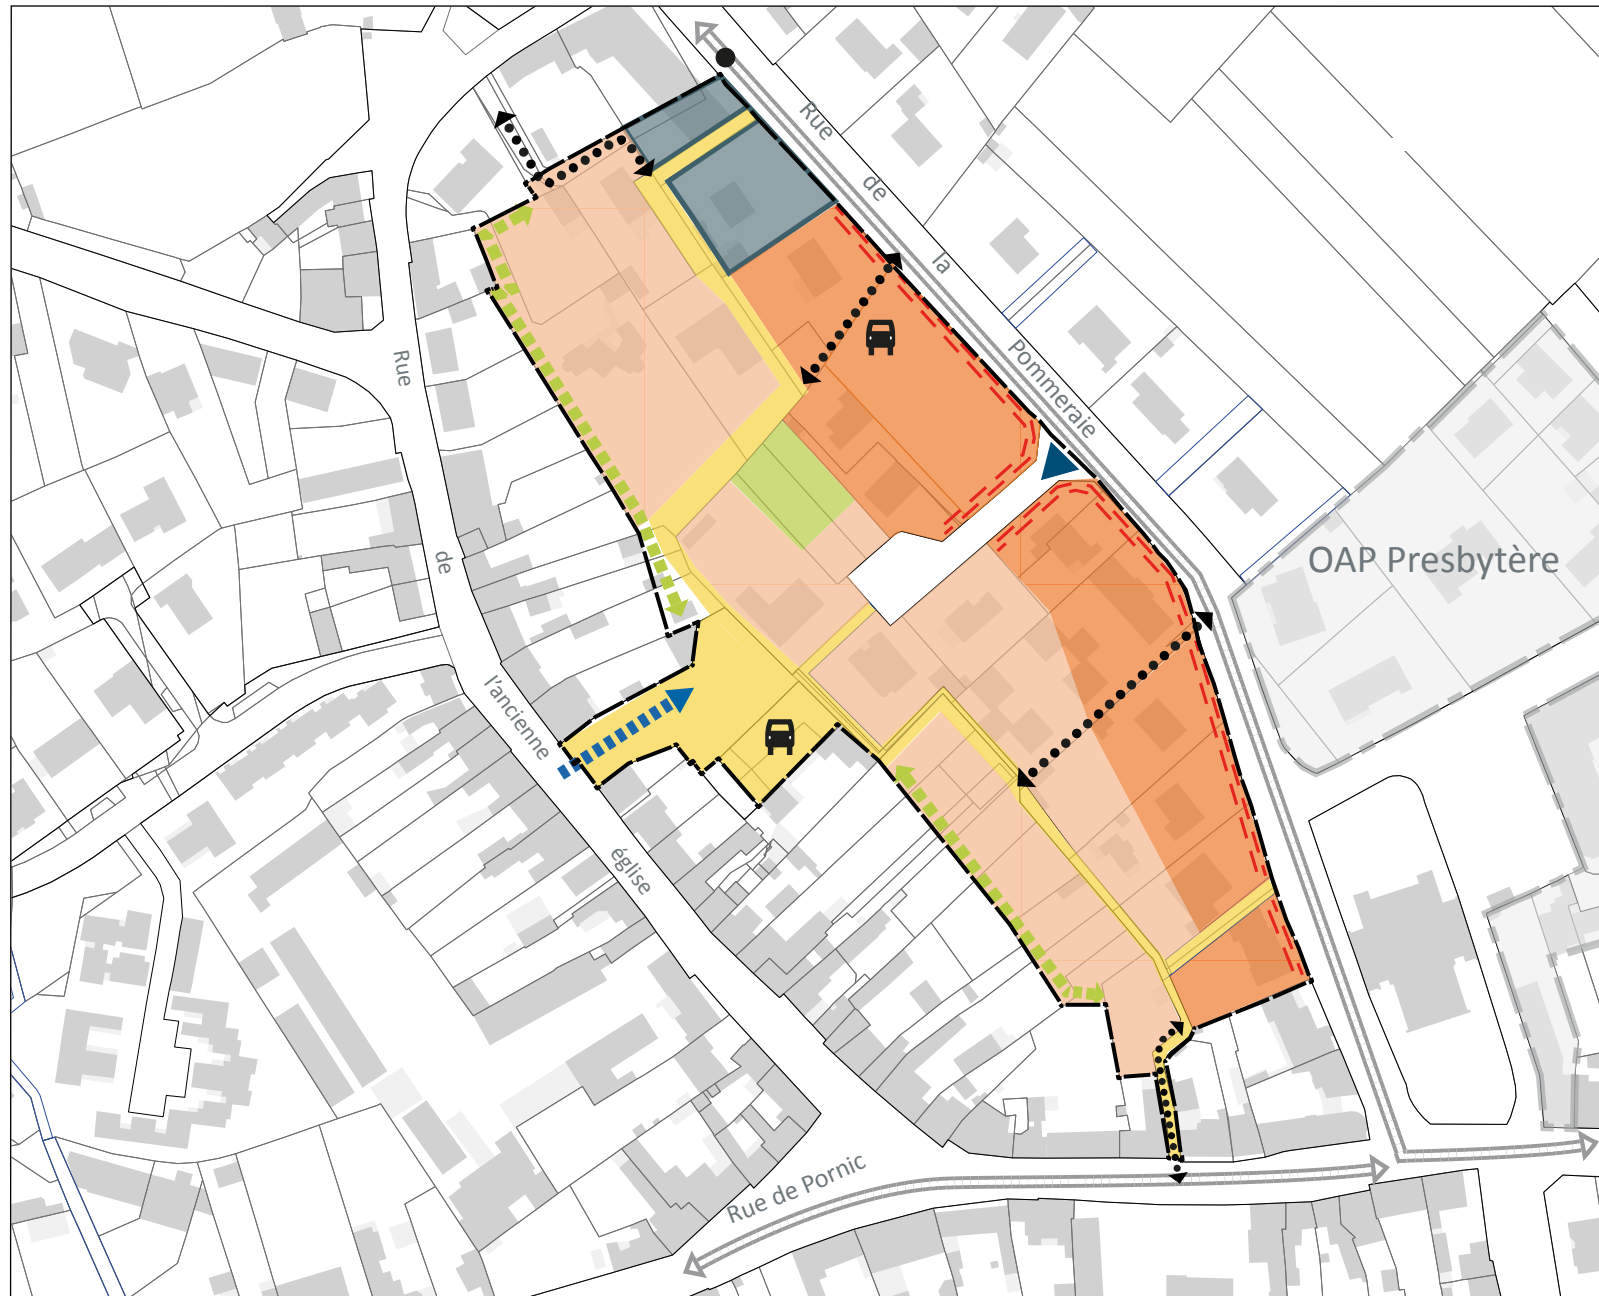 Rue
de
la
Pommeraie
Rue
de
l'ancienne
église
OAP Presbytère
Rue de Pornic